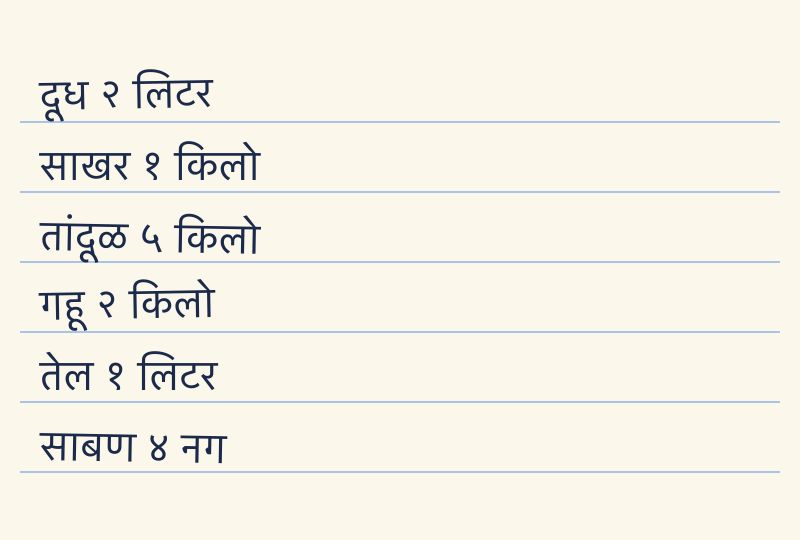 दूध २ लिटर
साखर १ किलो
तांदूळ ५ किलो
गहू २ किलो
तेल १ लिटर
साबण ४ नग